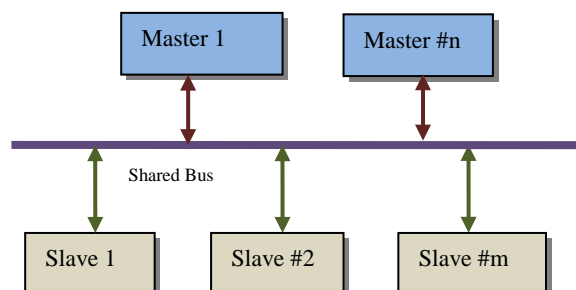 Master 1
Master #n
Shared Bus
Slave 1
Slave #2
Slave #m